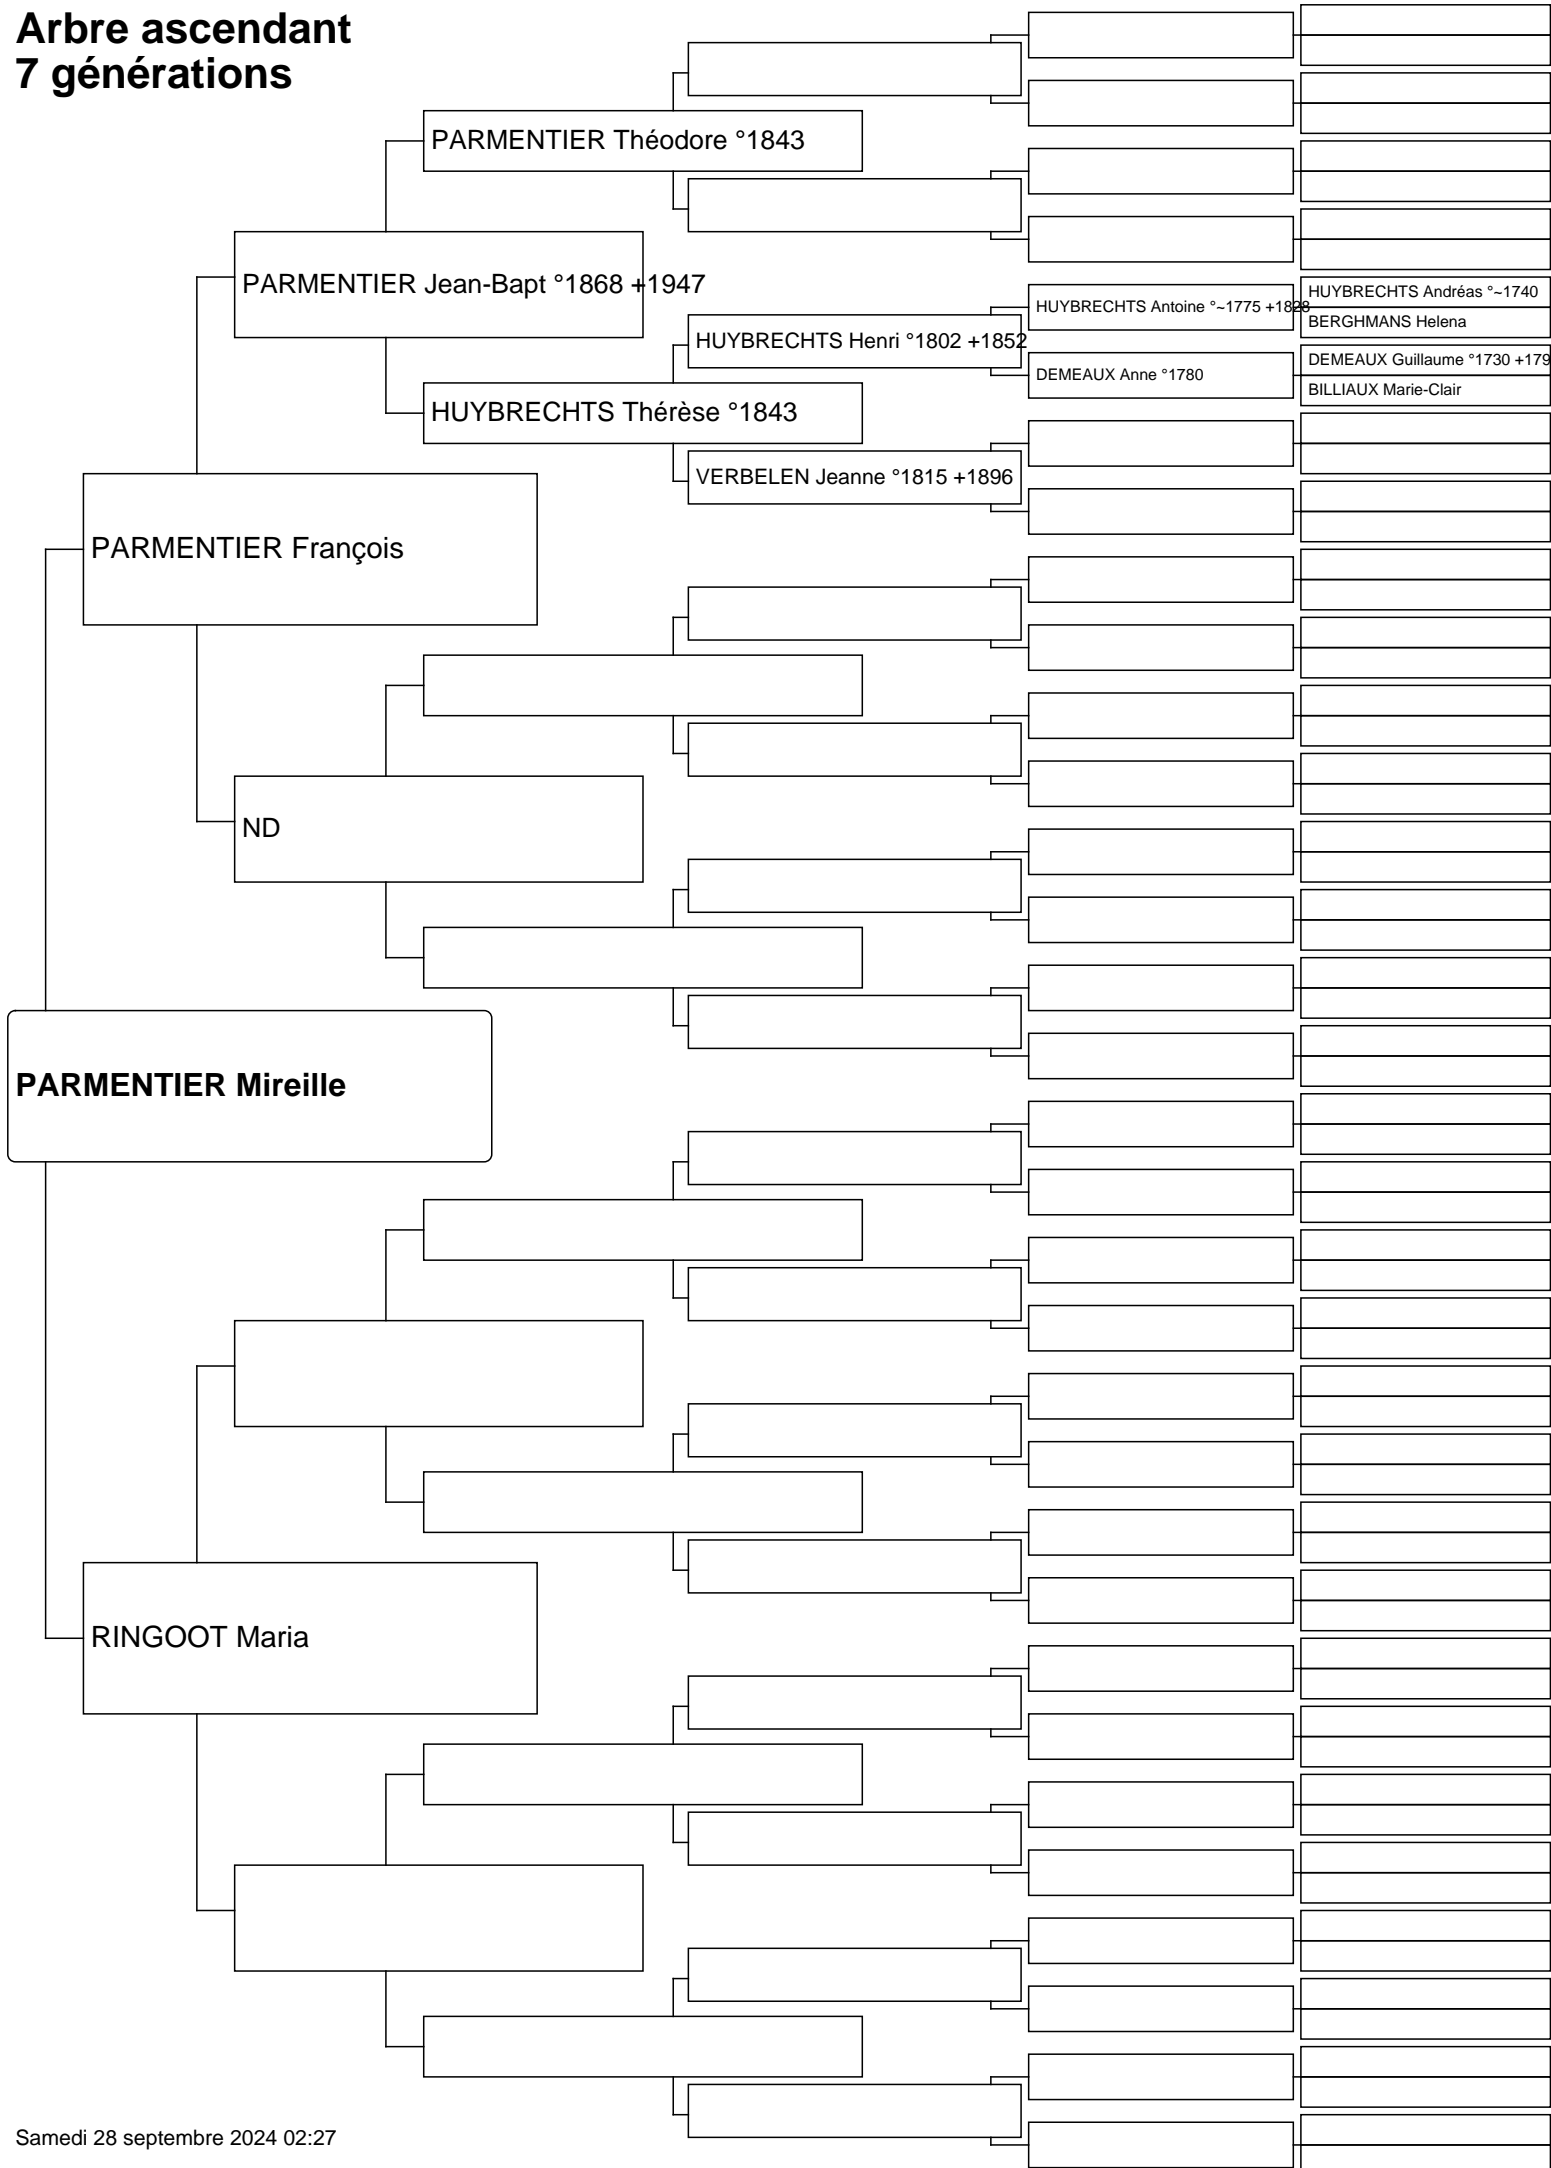 Arbre ascendant
7 générations
PARMENTIER Théodore °1843
PARMENTIER Jean-Bapt °1868 +1947
HUYBRECHTS Antoine °~1775 +1828
HUYBRECHTS Andréas °~1740
BERGHMANS Helena
HUYBRECHTS Henri °1802 +1852
DEMEAUX Anne °1780
DEMEAUX Guillaume °1730 +179
BILLIAUX Marie-Clair
HUYBRECHTS Thérèse °1843
VERBELEN Jeanne °1815 +1896
PARMENTIER François
ND
PARMENTIER Mireille
RINGOOT Maria
Samedi 28 septembre 2024 02:27